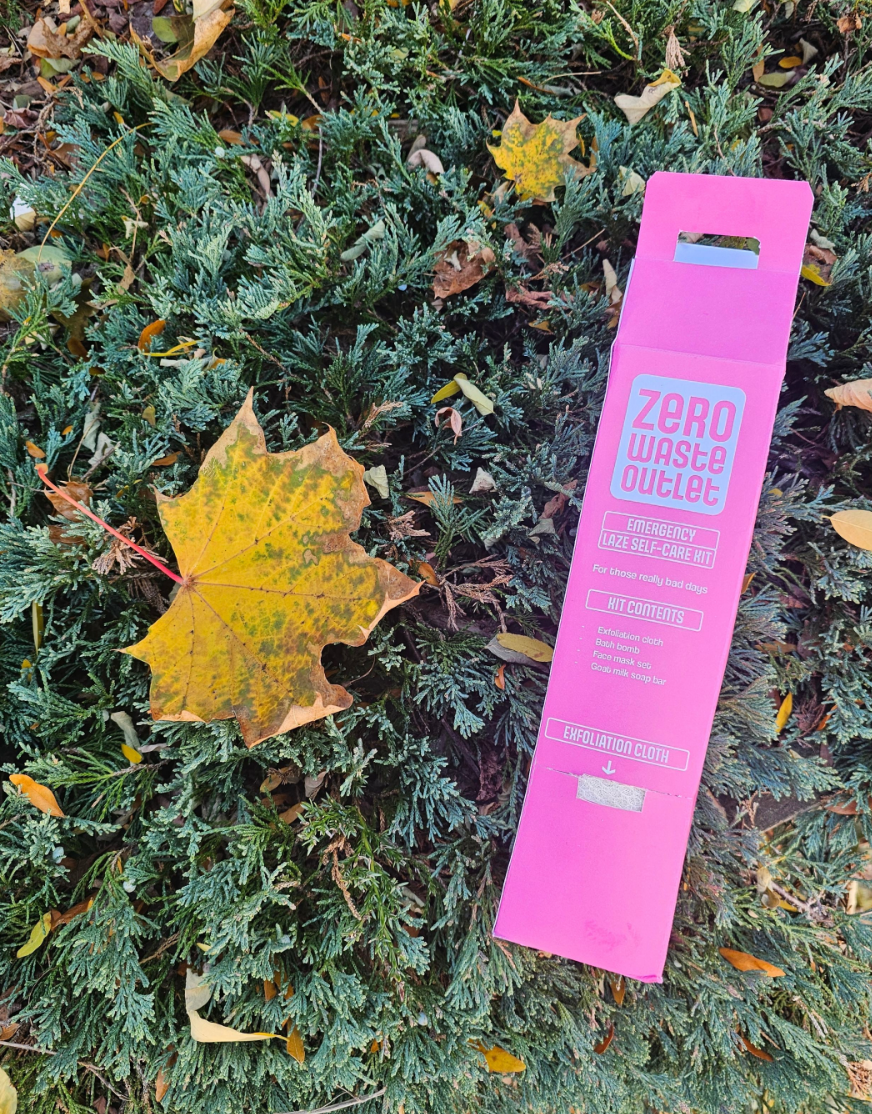 ZERO
WASTE
OUTLET
EMERGENCY
LAZE SELF-CARE KIT
For those really bad days
KIT CONTENTS
Exfoliation cloth
Bath bomb
Face mask set
Goat milk soap bar
EXFOLIATION CLOTH